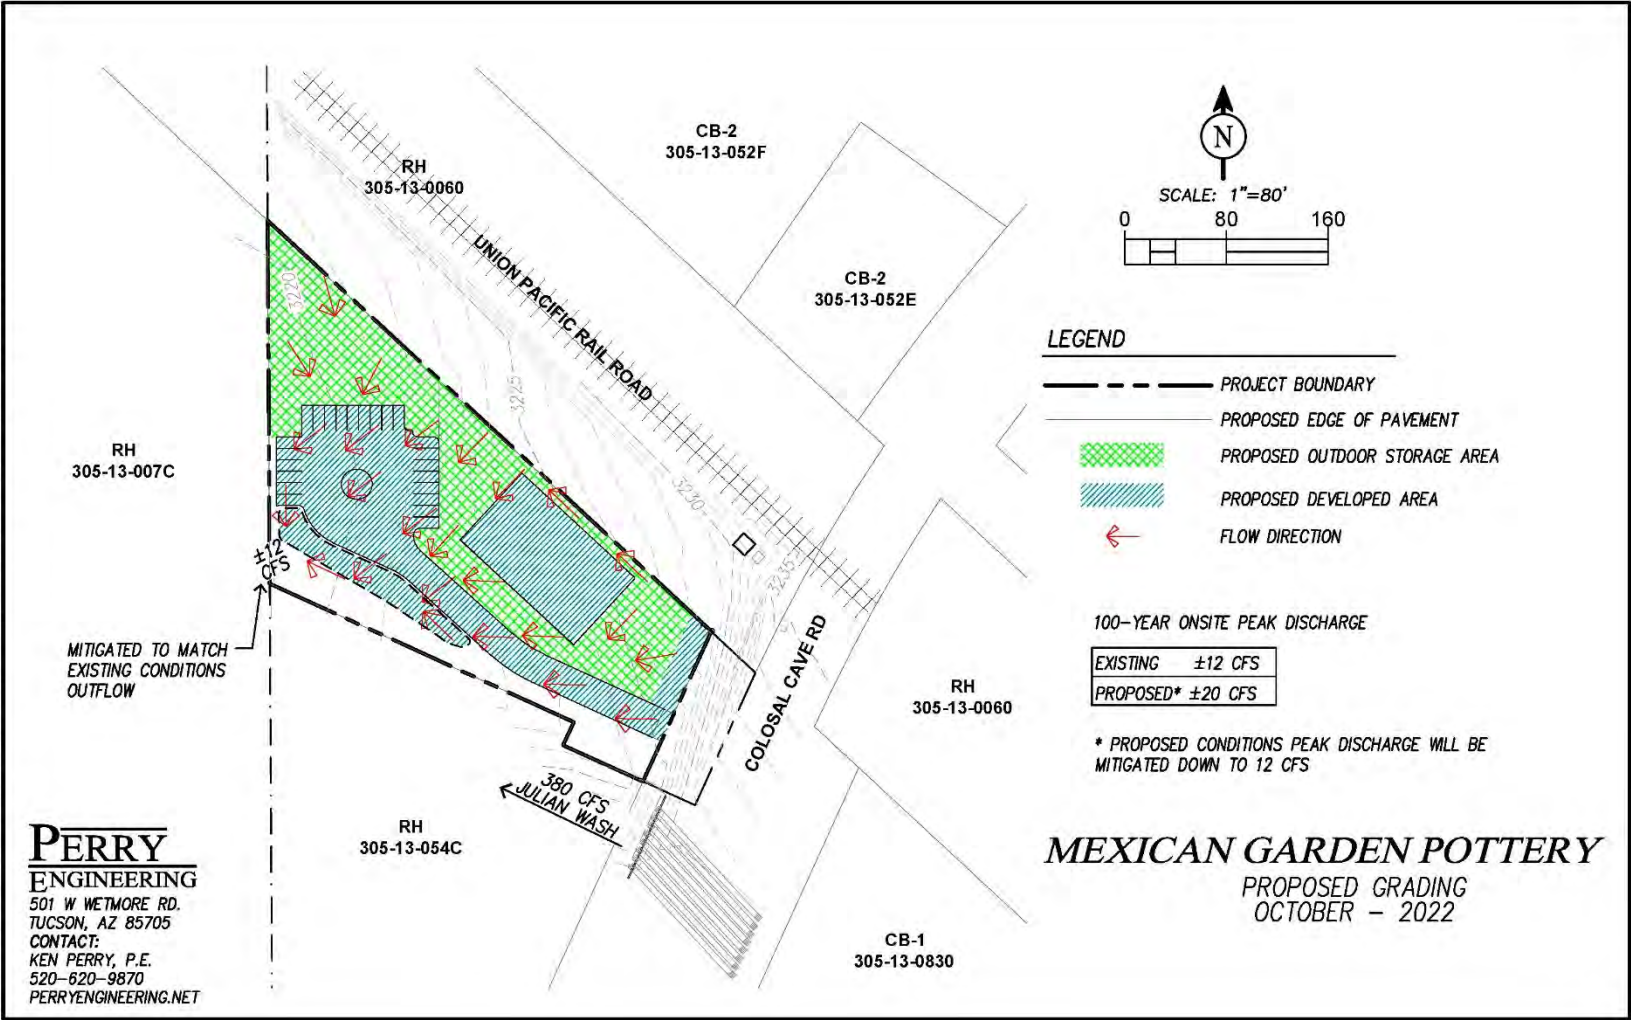 CB-2
305-13-052F
RH
305-13-0060
N
SCALE: 1"=80'
0 80 160
UNION PACIFIC RAIL ROAD
CB-2
305-13-052E
3220
3225
LEGEND
PROJECT BOUNDARY
PROPOSED EDGE OF PAVEMENT
PROPOSED OUTDOOR STORAGE AREA
PROPOSED DEVELOPED AREA
FLOW DIRECTION
RH
305-13-007C
3230
3235
±12
CFS
MITIGATED TO MATCH
EXISTING CONDITIONS
OUTFLOW
COLOSAL CAVE RD
RH
305-13-0060
100-YEAR ONSITE PEAK DISCHARGE
EXISTING ±12 CFS
PROPOSED* ±20 CFS
* PROPOSED CONDITIONS PEAK DISCHARGE WILL BE
MITIGATED DOWN TO 12 CFS
380 CFS
JULIAN WASH
RH
305-13-054C
CB-1
305-13-0830
PERRY
ENGINEERING
501 W WETMORE RD.
TUCSON, AZ 85705
CONTACT:
KEN PERRY, P.E.
520-620-9870
PERRYENGINEERING.NET
MEXICAN GARDEN POTTERY
PROPOSED GRADING
OCTOBER - 2022